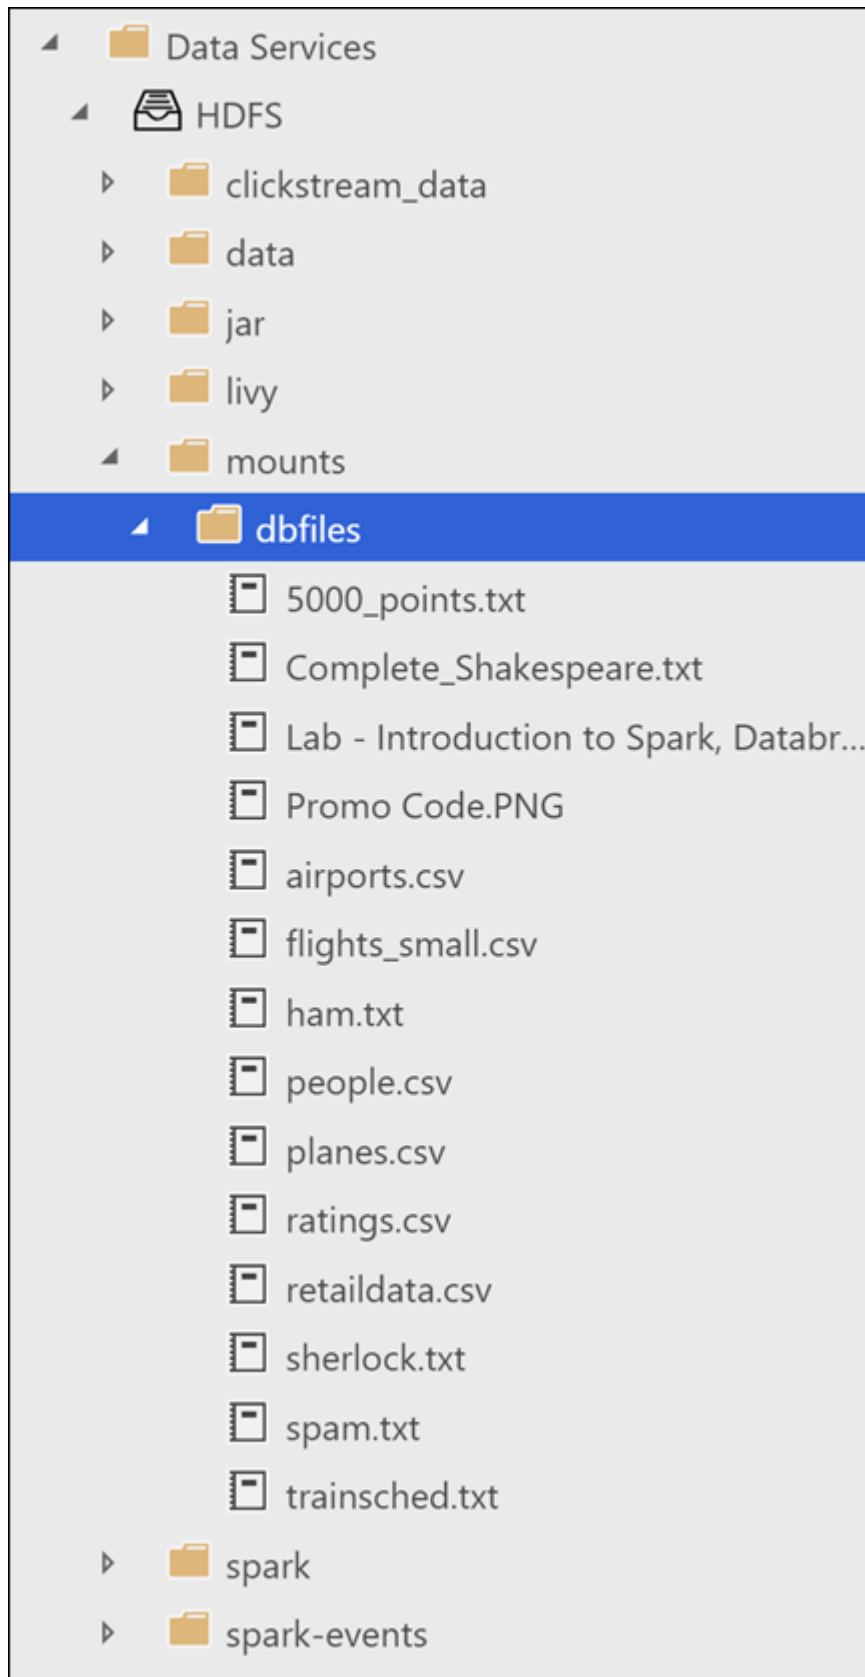 Data Services
HDFS
clickstream_data
data
jar
livy
mounts
dbfiles
5000_points.txt
Complete_Shakespeare.txt
Lab - Introduction to Spark, Databr...
Promo Code.PNG
airports.csv
flights_small.csv
ham.txt
people.csv
planes.csv
ratings.csv
retaildata.csv
sherlock.txt
spam.txt
trainsched.txt
spark
spark-events